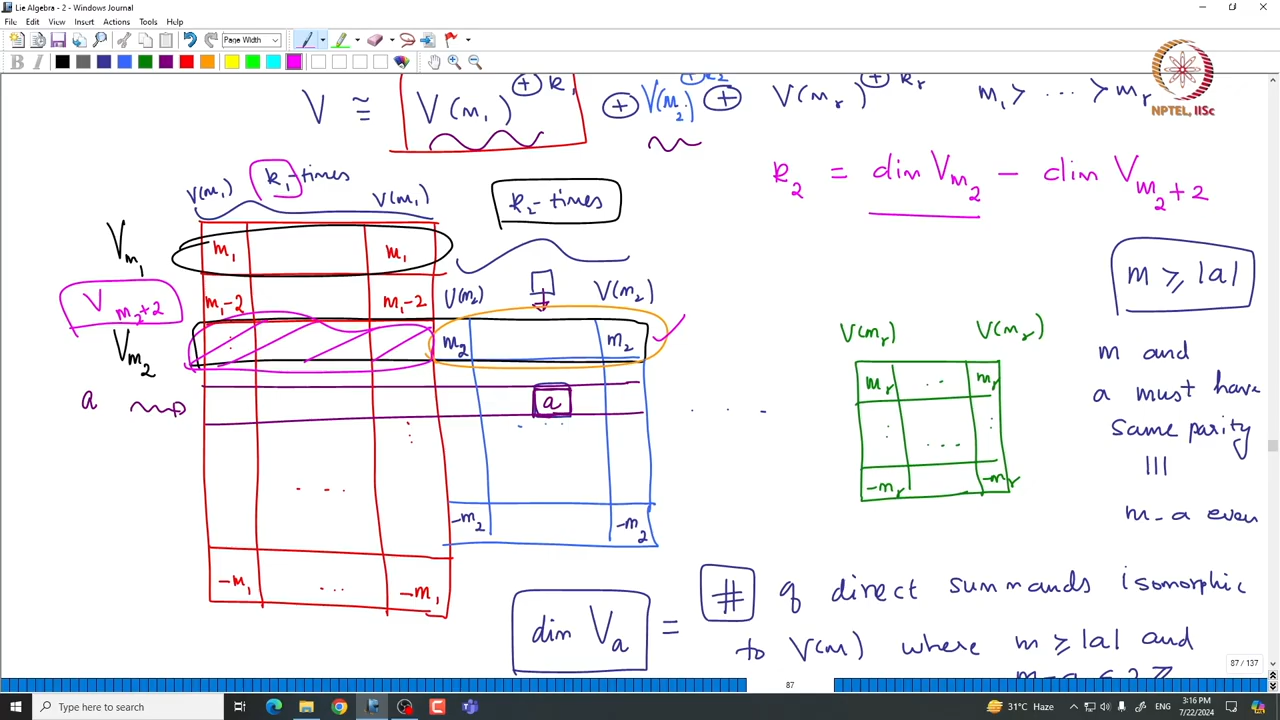 Lie Algebra - 2 - Windows Journal
File Edit View Insert Actions Tools Help
Page Width
B I
V ≅ V(m₁)^⊕ k₁ ⊕ V(m₂)^⊕ k₂ ⊕ V(m_r)^⊕ k_r m₁ > ... > m_r
NPTEL, IISc
k₂ = dim V_{m₂} - dim V_{m₂+2}
k₁-times
V(m₁) V(m₁)
k₂-times
V_{m₁} m₁ m₁
m ≥ |a|
V_{m₂+2} m₁-2 m₁-2 V(m₂) V(m₂)
V_{m₂} ⋮ m₂ m₂
V(m_r) V(m_r)
m and
a must have
same parity
|||
m-a even
a ⇝ a . . .
m_r .. m_r
⋮ ... ⋮
-m_r -m_r
...
-m₂ -m₂
-m₁ ... -m₁
dim V_a = # of direct summands isomorphic
to V(m) where m ≥ |a| and
m-a ∈ 2ℤ
87 / 137
87
Type here to search
31°C Haze
3:16 PM
7/22/2024